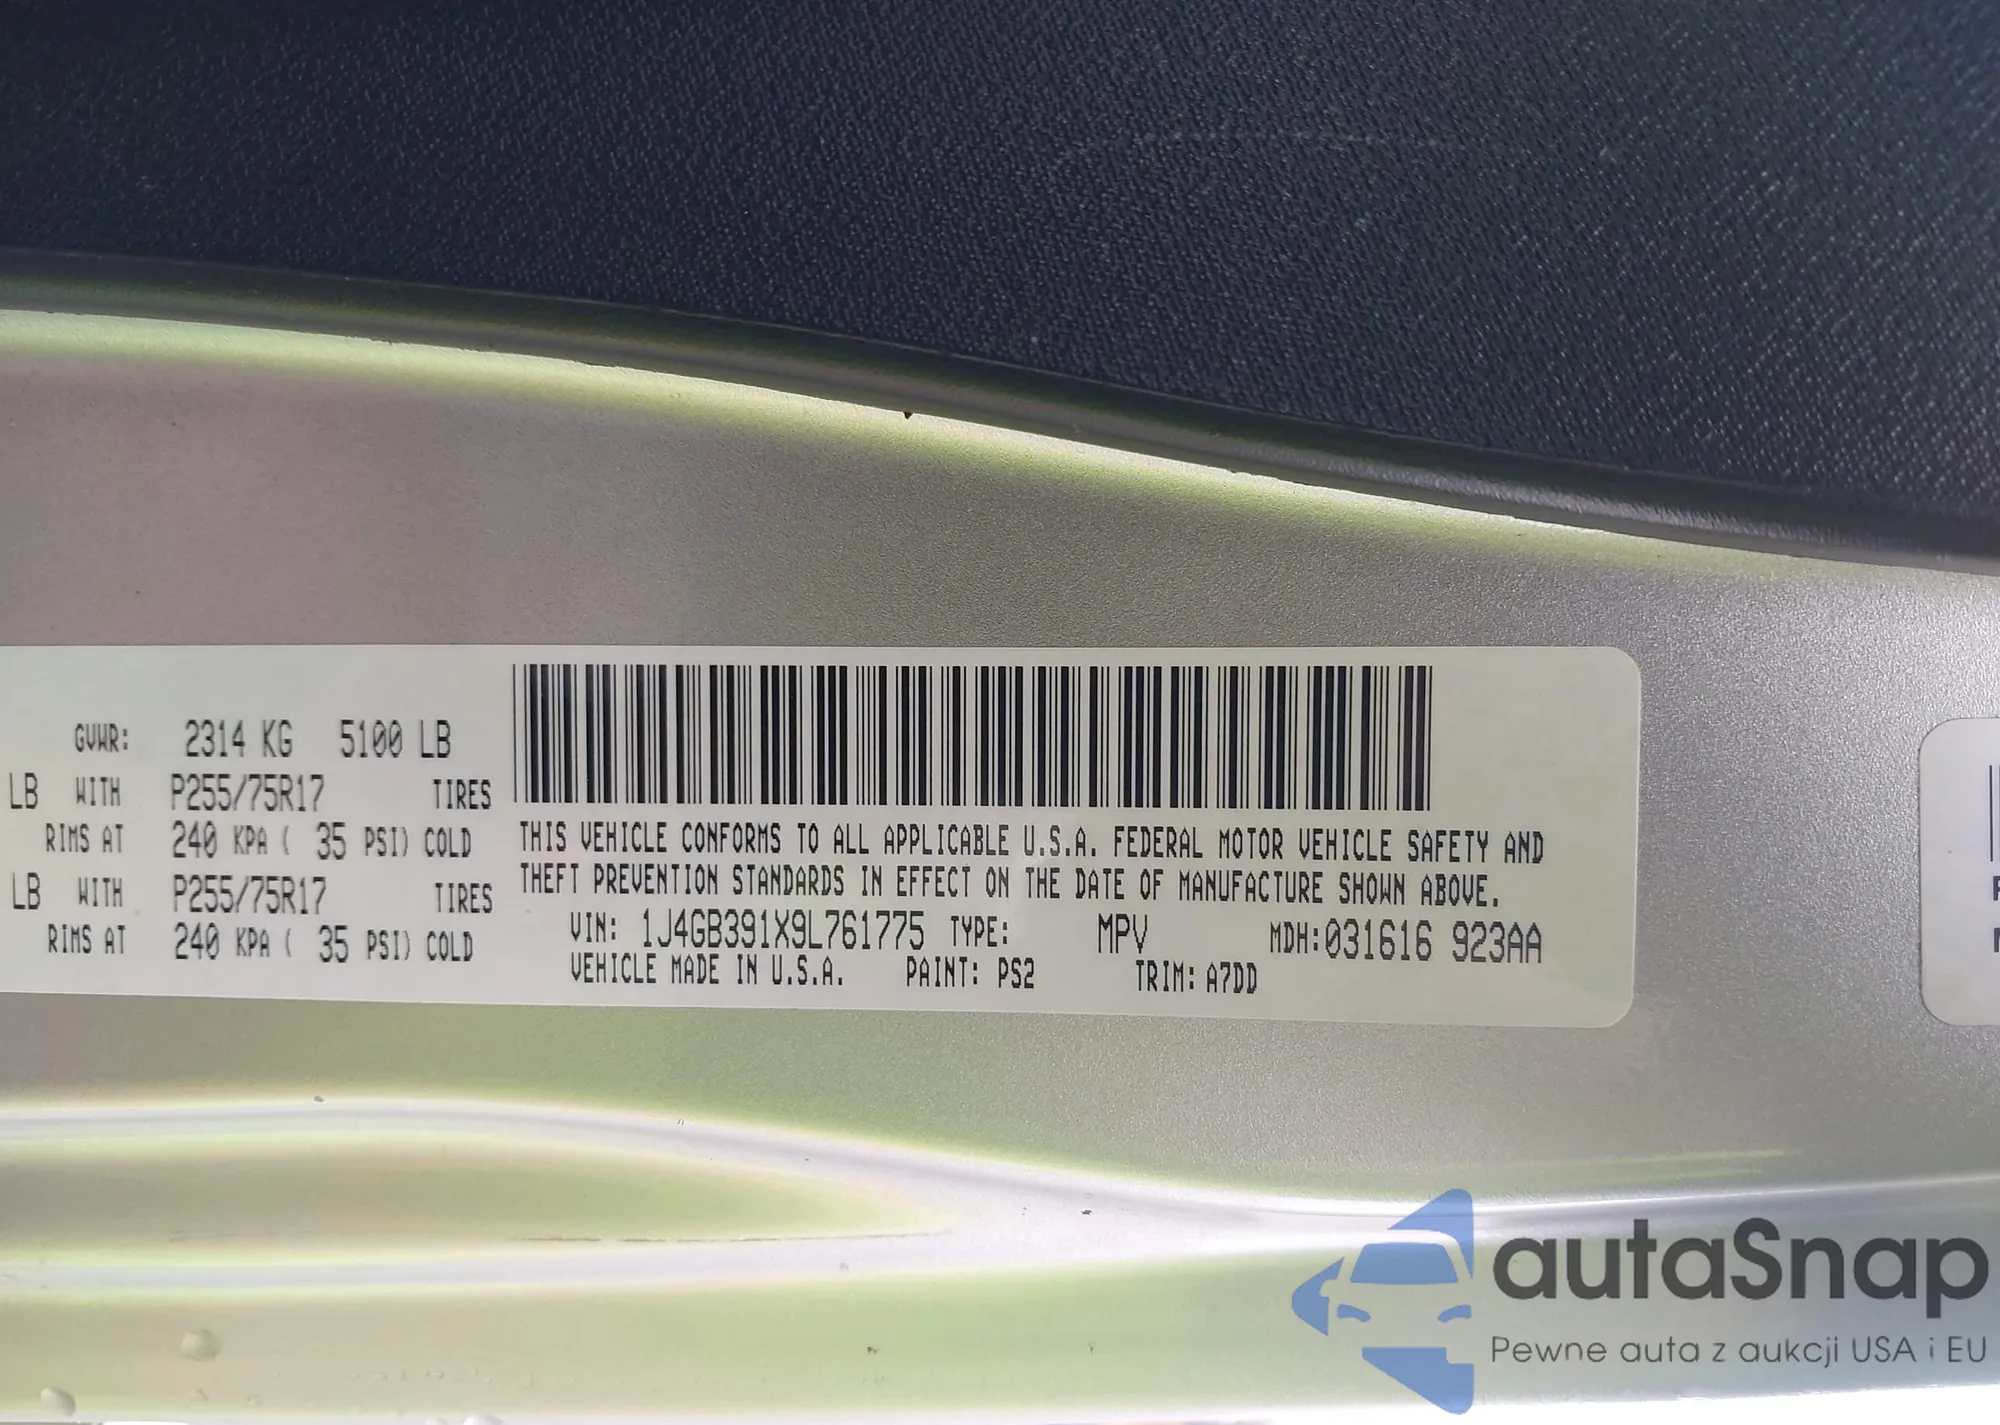 GVWR: 2314 KG 5100 LB
LB WITH P255/75R17 TIRES
RIMS AT 240 KPA ( 35 PSI) COLD
LB WITH P255/75R17 TIRES
RIMS AT 240 KPA ( 35 PSI) COLD
THIS VEHICLE CONFORMS TO ALL APPLICABLE U.S.A. FEDERAL MOTOR VEHICLE SAFETY AND
THEFT PREVENTION STANDARDS IN EFFECT ON THE DATE OF MANUFACTURE SHOWN ABOVE.
VIN: 1J4GB391X9L761775 TYPE: MPV MDH:031616 923AA
VEHICLE MADE IN U.S.A. PAINT: PS2 TRIM: A7DD
autaSnap
Pewne auta z aukcji USA i EU